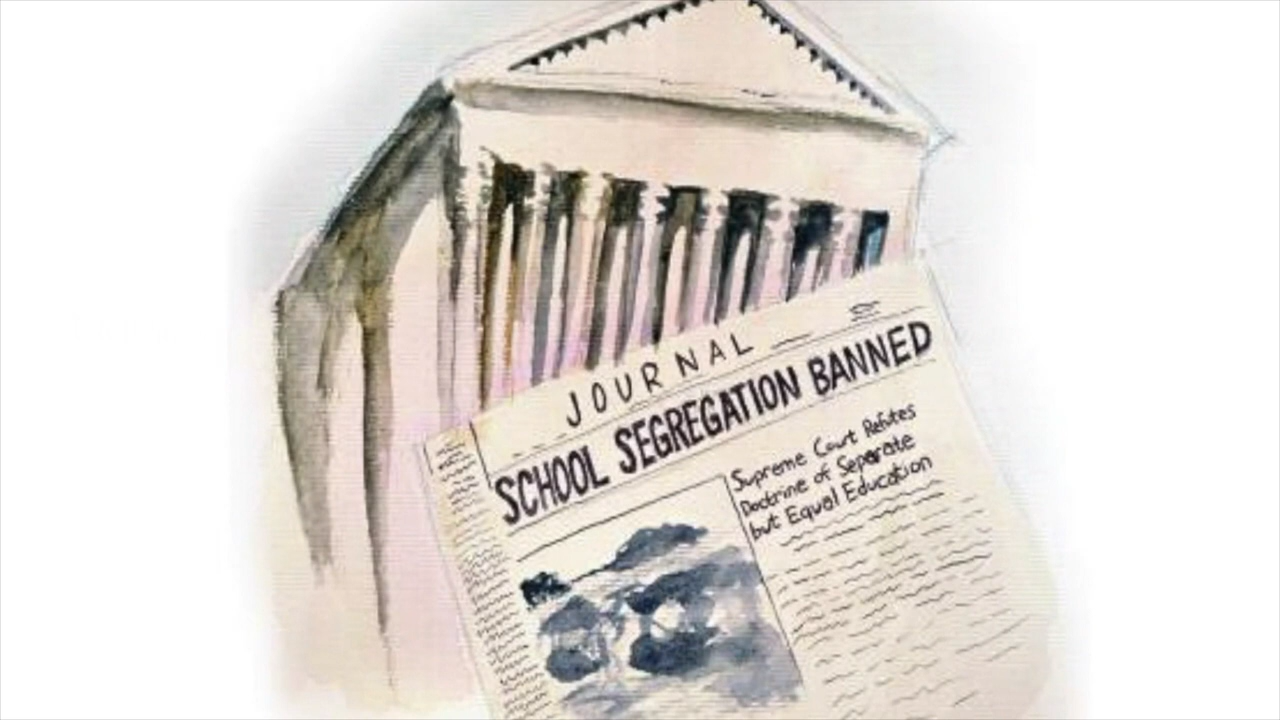 JOURNAL
SCHOOL SEGREGATION BANNED
Supreme Court Refutes
Doctrine of Separate
but Equal Education